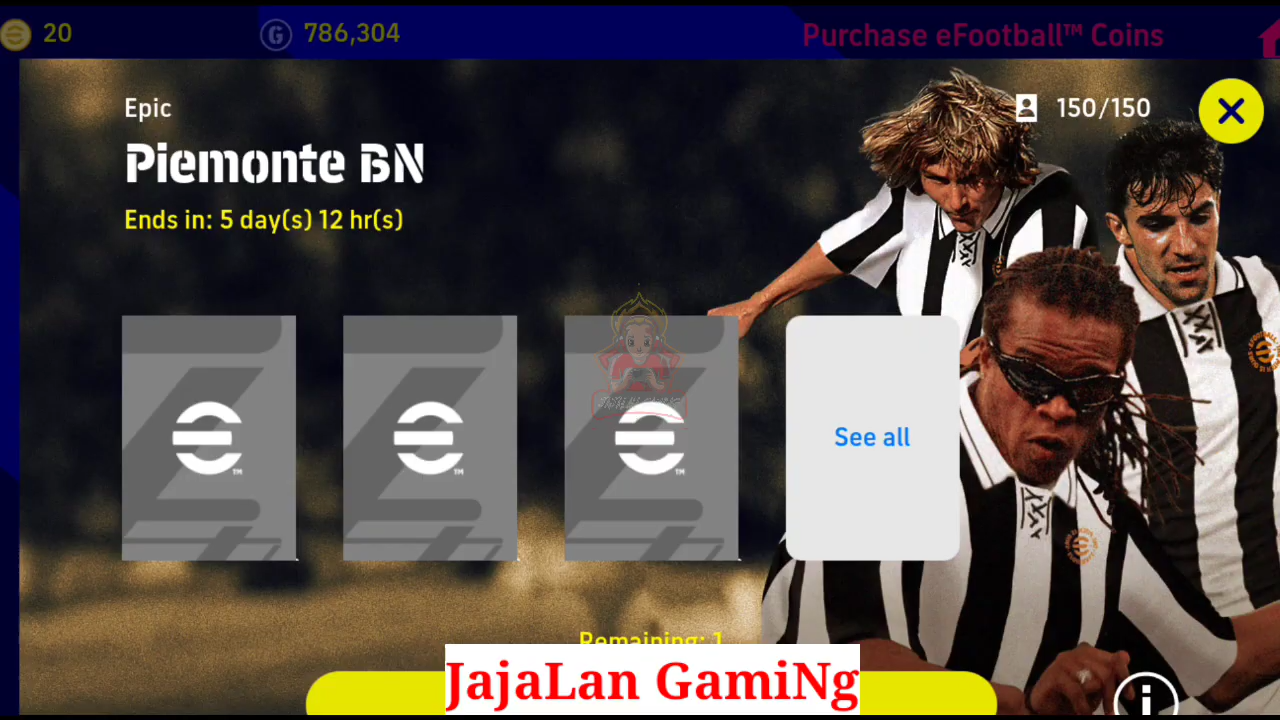 20
G 786,304
Purchase eFootball™ Coins
Epic
150/150
Piemonte BN
Ends in: 5 day(s) 12 hr(s)
See all
Remaining: 1
JajaLan GamiNg